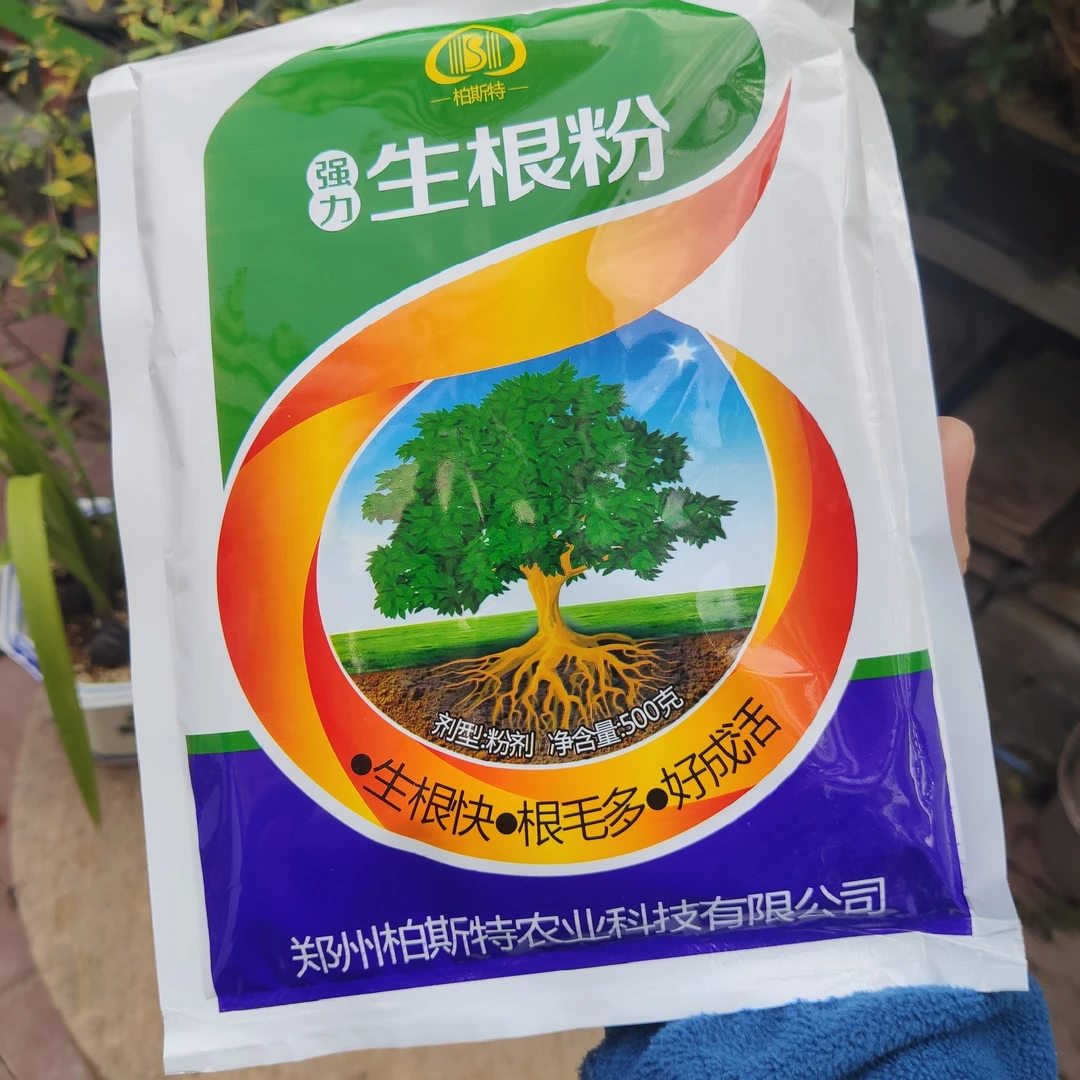 BS
柏斯特
强力
生根粉
剂型:粉剂 净含量:500克
●生根快●根毛多●好成活
郑州柏斯特农业科技有限公司